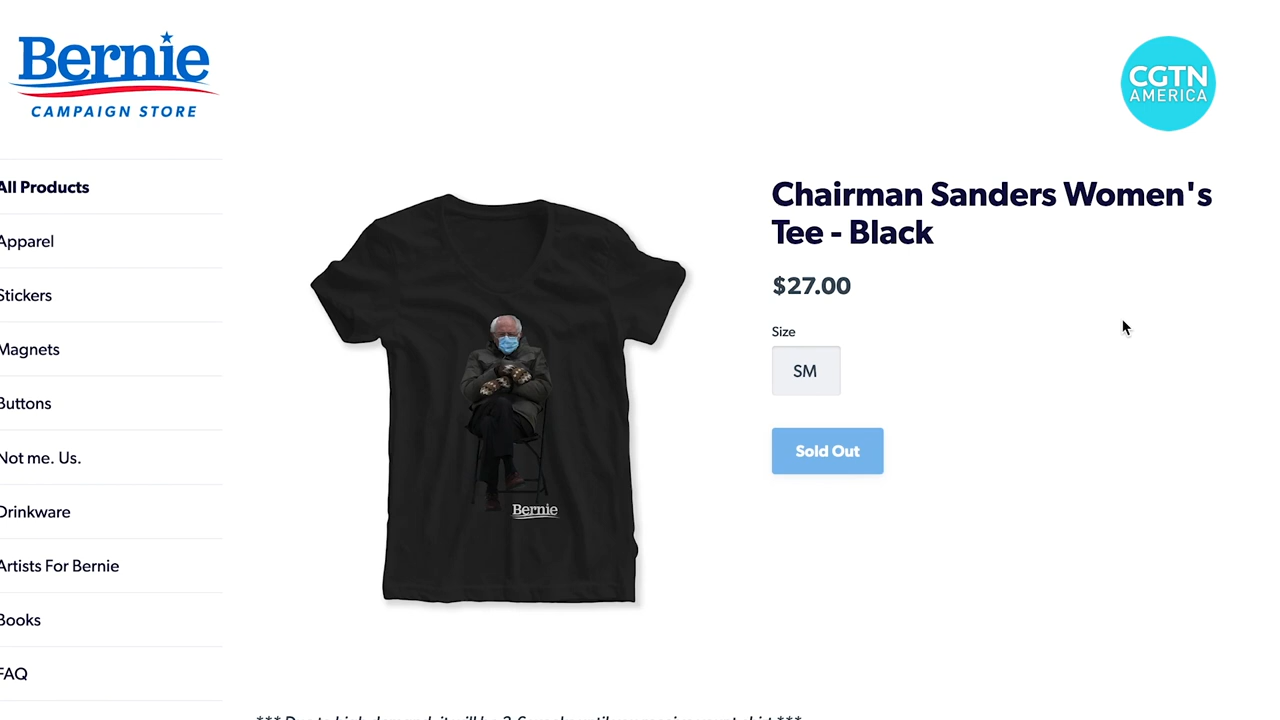 Bernie
CAMPAIGN STORE
CGTN
AMERICA
All Products
Apparel
Stickers
Magnets
Buttons
Not me. Us.
Drinkware
Artists For Bernie
Books
FAQ
Chairman Sanders Women's
Tee - Black
$27.00
Size
SM
Sold Out
Bernie